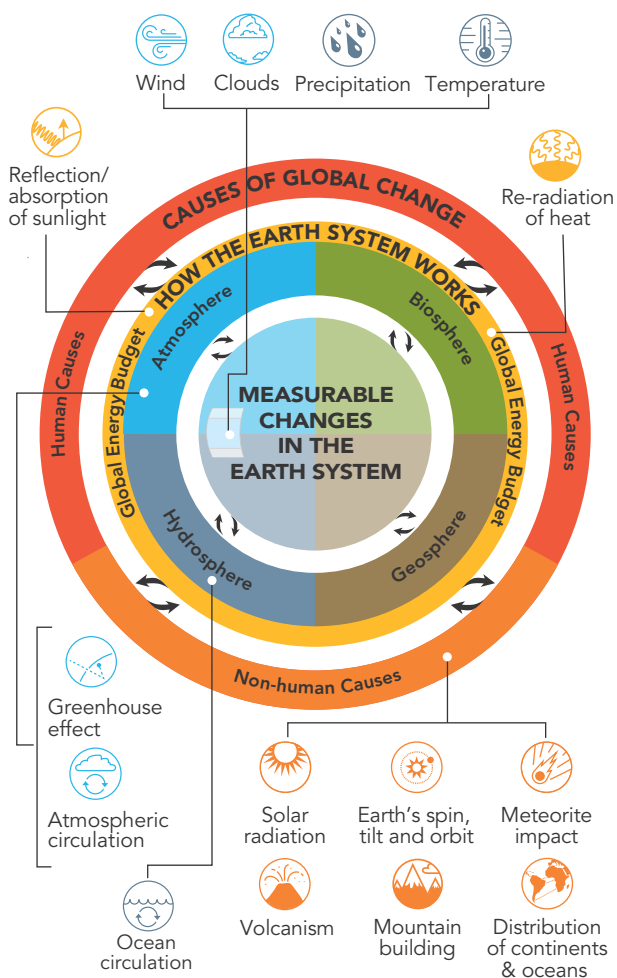 Wind
Clouds
Precipitation
Temperature
Reflection/
absorption
of sunlight
Re-radiation
of heat
CAUSES OF GLOBAL CHANGE
HOW THE EARTH SYSTEM WORKS
Atmosphere
Biosphere
Human Causes
Global Energy Budget
Global Energy Budget
Human Causes
MEASURABLE
CHANGES
IN THE
EARTH SYSTEM
Hydrosphere
Geosphere
Non-human Causes
Greenhouse
effect
Atmospheric
circulation
Ocean
circulation
Solar
radiation
Earth's spin,
tilt and orbit
Meteorite
impact
Volcanism
Mountain
building
Distribution
of continents
& oceans